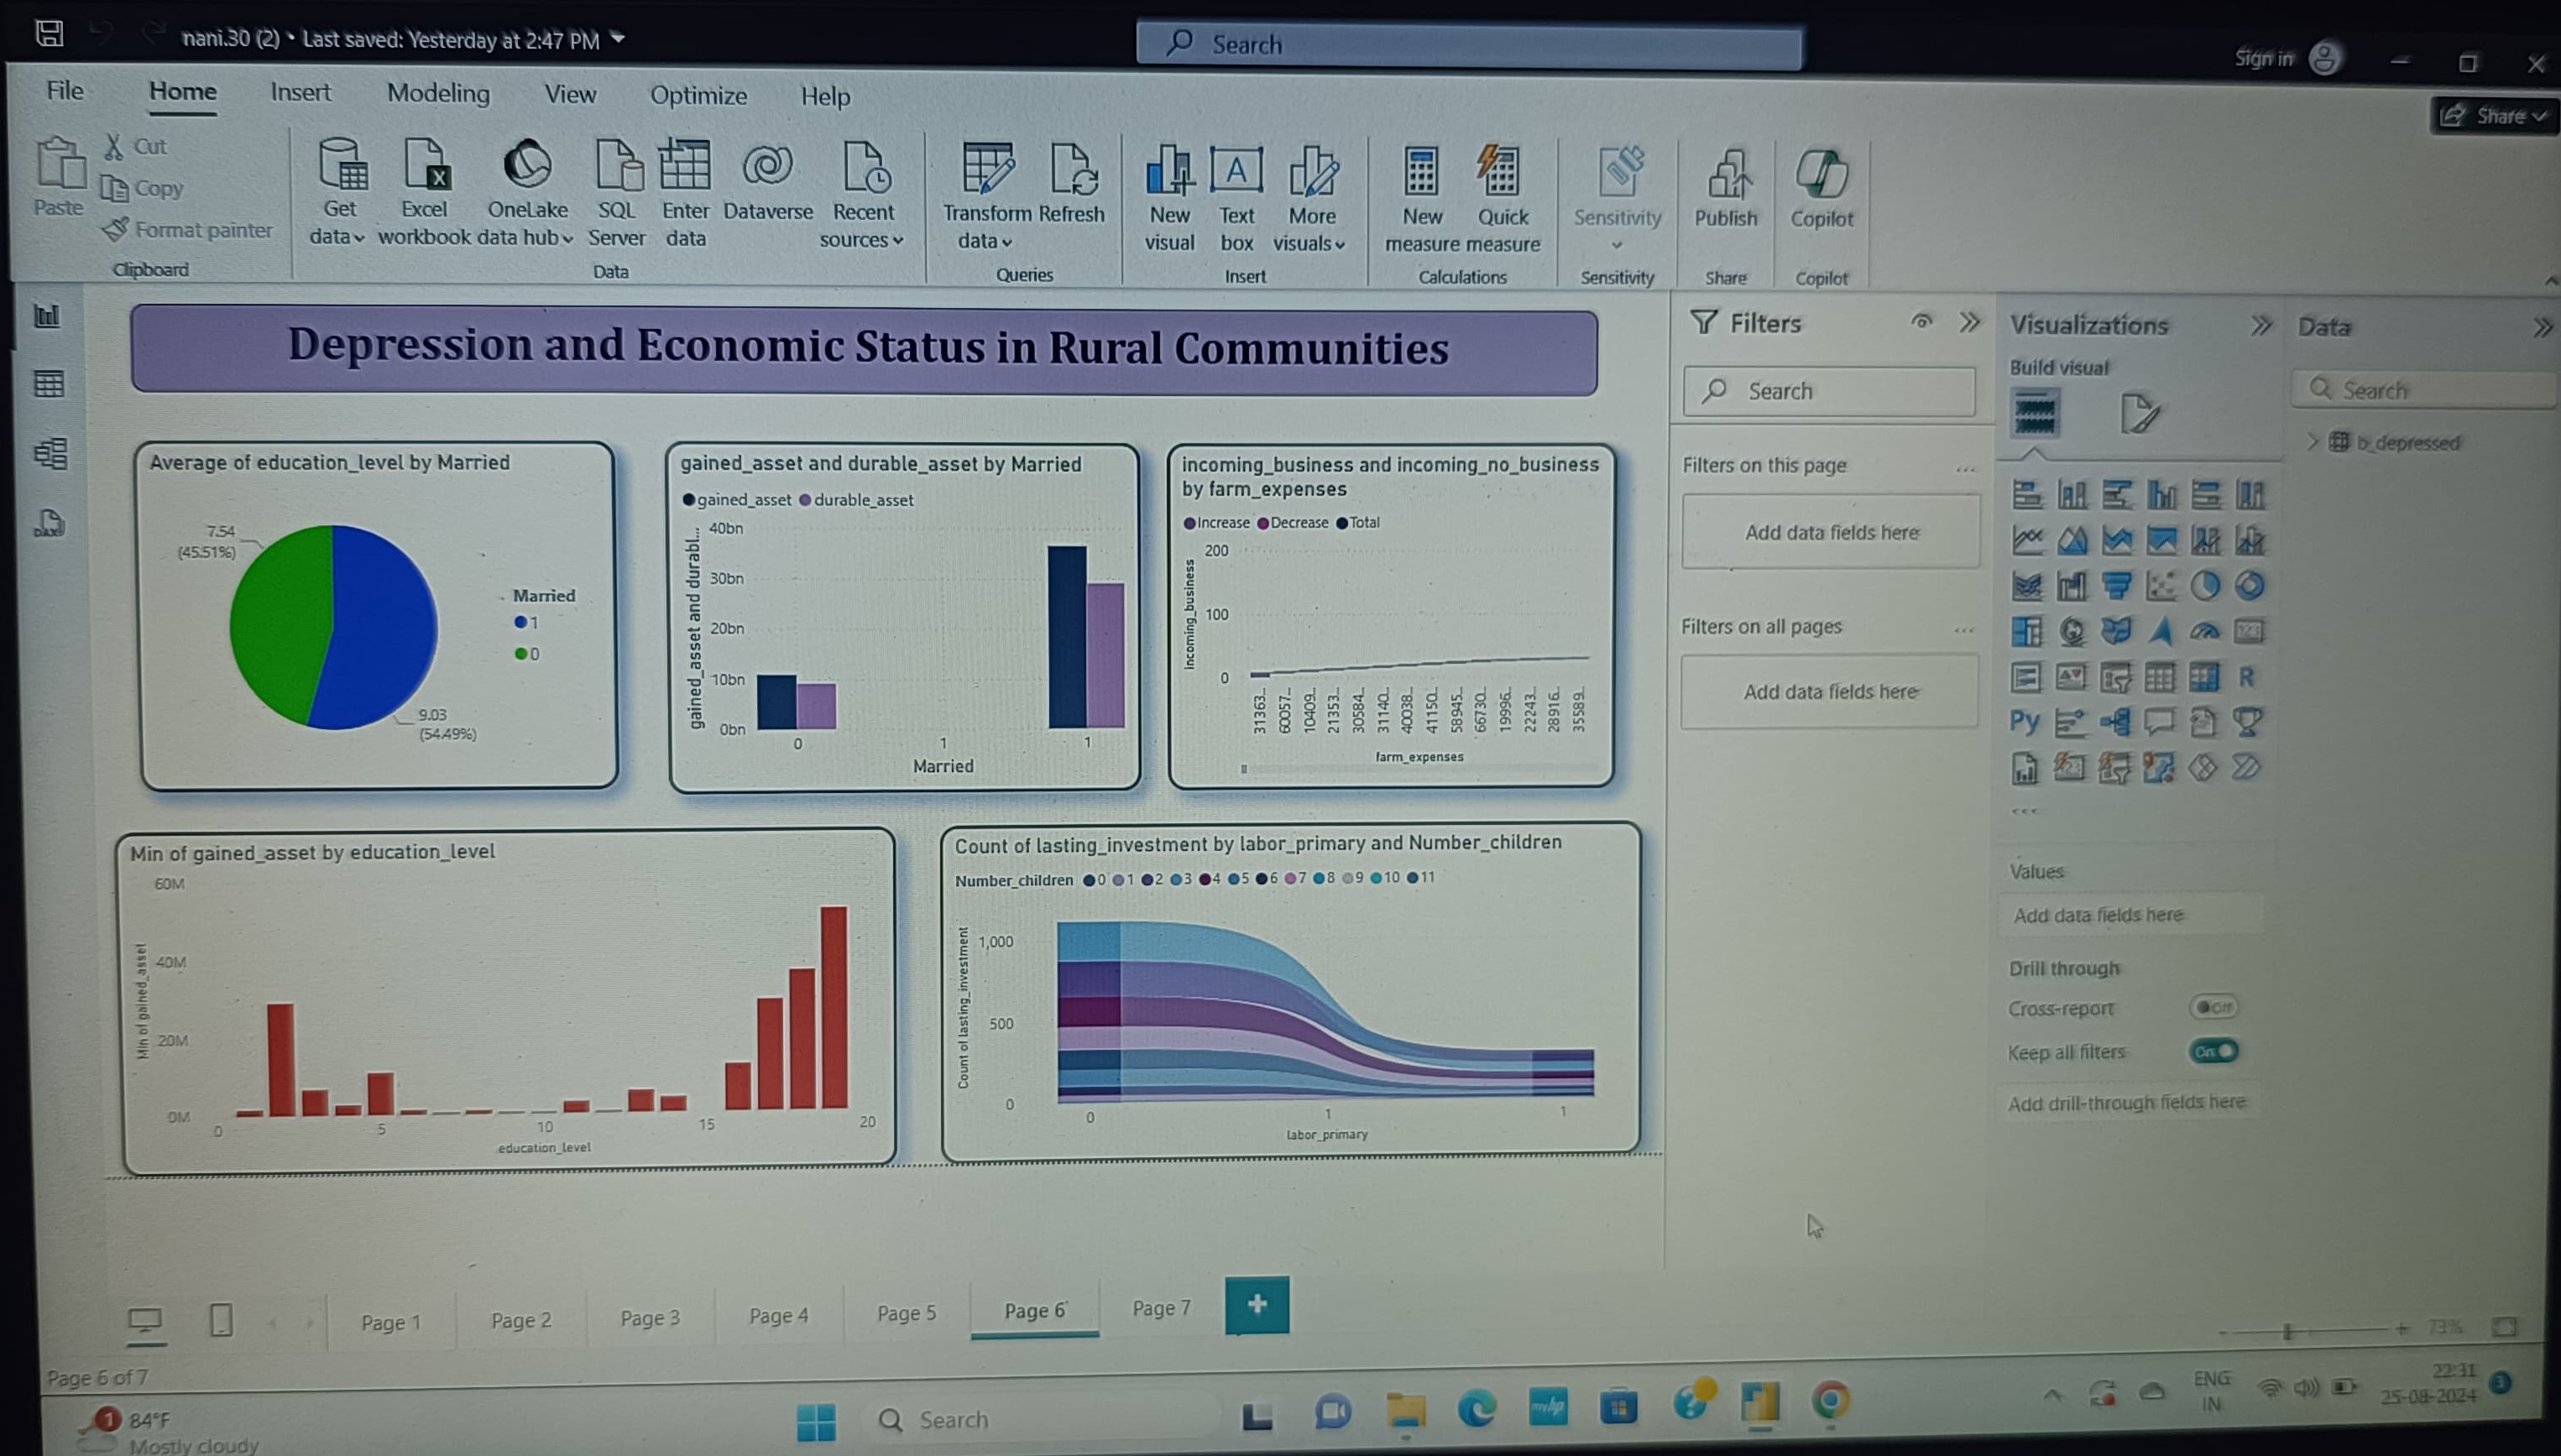 nani.30 (2) • Last saved: Yesterday at 2:47 PM
Search
Sign in
File Home Insert Modeling View Optimize Help
Share
Paste
Cut
Copy
Format painter
Clipboard
Get data
Excel workbook
OneLake data hub
SQL Server
Enter data
Dataverse
Recent sources
Data
Transform data
Refresh
Queries
New visual
Text box
More visuals
Insert
New measure
Quick measure
Calculations
Sensitivity
Sensitivity
Publish
Share
Copilot
Copilot
DAX
Depression and Economic Status in Rural Communities
Average of education_level by Married
7.54
(45.51%)
9.03
(54.49%)
Married
1
0
gained_asset and durable_asset by Married
gained_asset durable_asset
gained_asset and durabl...
40bn
30bn
20bn
10bn
0bn
0 1 1
Married
incoming_business and incoming_no_business
by farm_expenses
Increase Decrease Total
incoming_business
200
100
0
31363... 60057... 10409... 21353... 30584... 31140... 40038... 41150... 58945... 66730... 19996... 22243... 28916... 35589...
farm_expenses
Min of gained_asset by education_level
Min of gained_asset
60M
40M
20M
0M
0 5 10 15 20
education_level
Count of lasting_investment by labor_primary and Number_children
Number_children 0 1 2 3 4 5 6 7 8 9 10 11
Count of lasting_investment
1,000
500
0
0 1 1
labor_primary
Filters
Search
Filters on this page ...
Add data fields here
Filters on all pages ...
Add data fields here
Visualizations
Build visual
123
R
Py
...
Values
Add data fields here
Drill through
Cross-report
Off
Keep all filters
On
Add drill-through fields here
Data
Search
b_depressed
Page 1 Page 2 Page 3 Page 4 Page 5 Page 6 Page 7 +
Page 6 of 7
73%
1
84°F
Mostly cloudy
Search
myhp
ENG
IN
22:31
25-08-2024
3